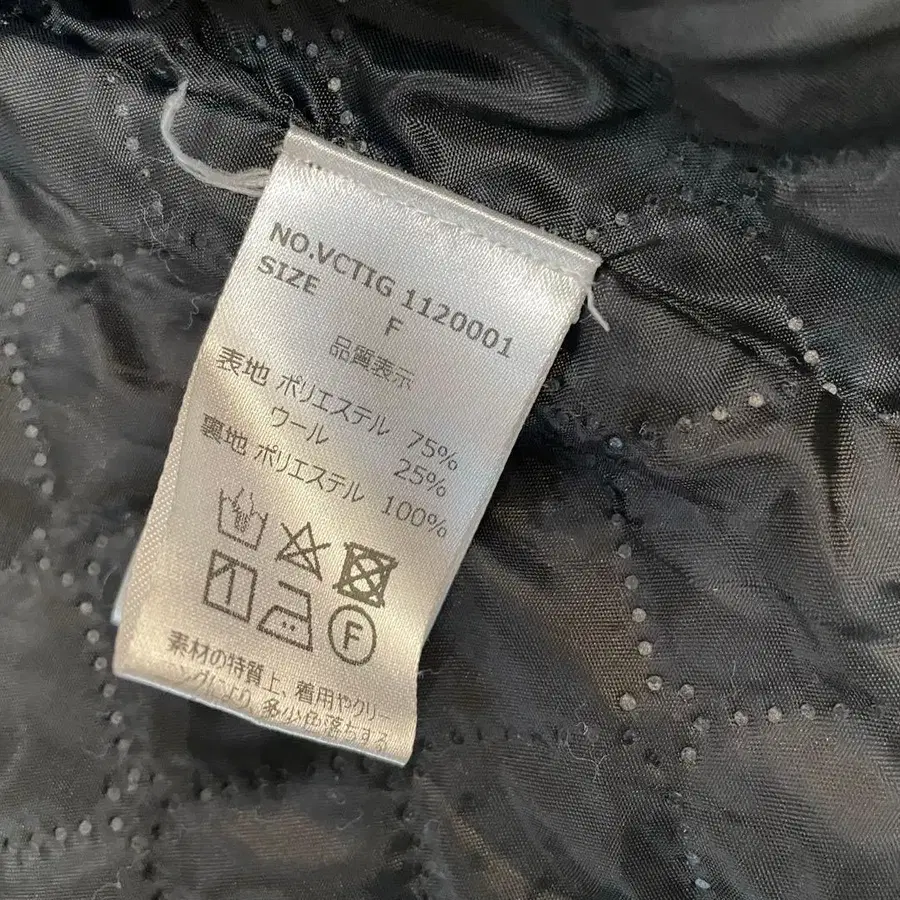 NO.VCTIG 1120001
SIZE
F
品質表示
表地 ポリエステル 75%
ウール 25%
裏地 ポリエステル 100%
F
素材の特質上、着用やクリー
ングにより、多少色落ちする